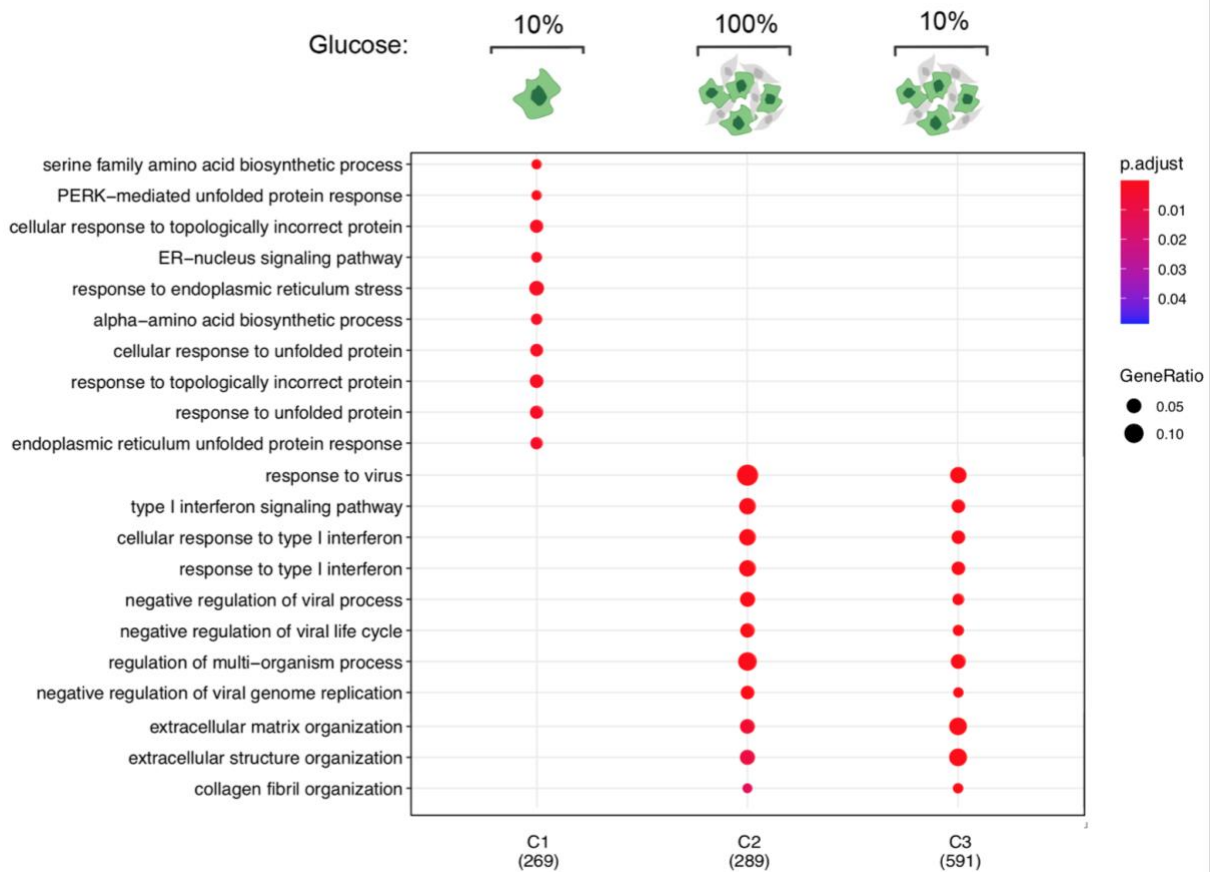 Glucose:
10%
100%
10%
serine family amino acid biosynthetic process
PERK−mediated unfolded protein response
cellular response to topologically incorrect protein
ER−nucleus signaling pathway
response to endoplasmic reticulum stress
alpha−amino acid biosynthetic process
cellular response to unfolded protein
response to topologically incorrect protein
response to unfolded protein
endoplasmic reticulum unfolded protein response
response to virus
type I interferon signaling pathway
cellular response to type I interferon
response to type I interferon
negative regulation of viral process
negative regulation of viral life cycle
regulation of multi−organism process
negative regulation of viral genome replication
extracellular matrix organization
extracellular structure organization
collagen fibril organization
C1
(269)
C2
(289)
C3
(591)
p.adjust
0.01
0.02
0.03
0.04
GeneRatio
0.05
0.10